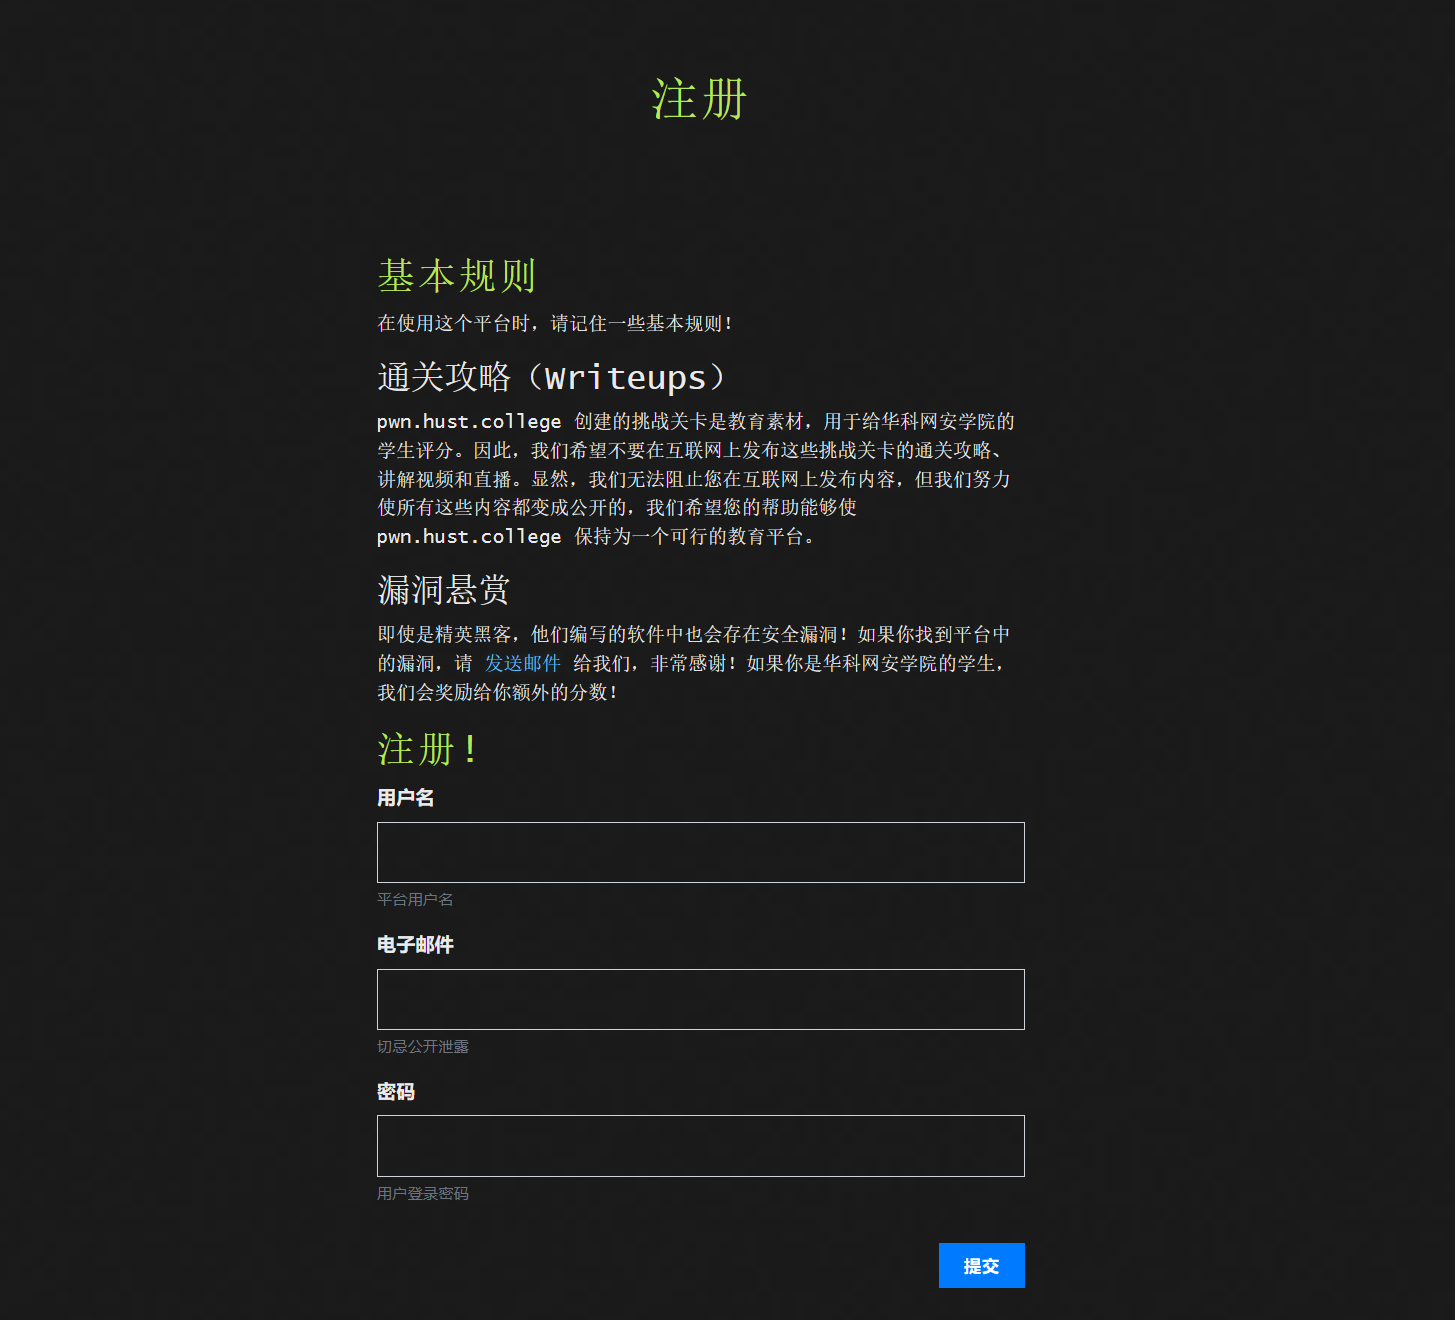 注册
基本规则
在使用这个平台时，请记住一些基本规则！
通关攻略（Writeups）
pwn.hust.college 创建的挑战关卡是教育素材，用于给华科网安学院的
学生评分。因此，我们希望不要在互联网上发布这些挑战关卡的通关攻略、
讲解视频和直播。显然，我们无法阻止您在互联网上发布内容，但我们努力
使所有这些内容都变成公开的，我们希望您的帮助能够使
pwn.hust.college 保持为一个可行的教育平台。
漏洞悬赏
即使是精英黑客，他们编写的软件中也会存在安全漏洞！如果你找到平台中
的漏洞，请 发送邮件 给我们，非常感谢！如果你是华科网安学院的学生，
我们会奖励给你额外的分数！
注册！
用户名
平台用户名
电子邮件
切忌公开泄露
密码
用户登录密码
提交